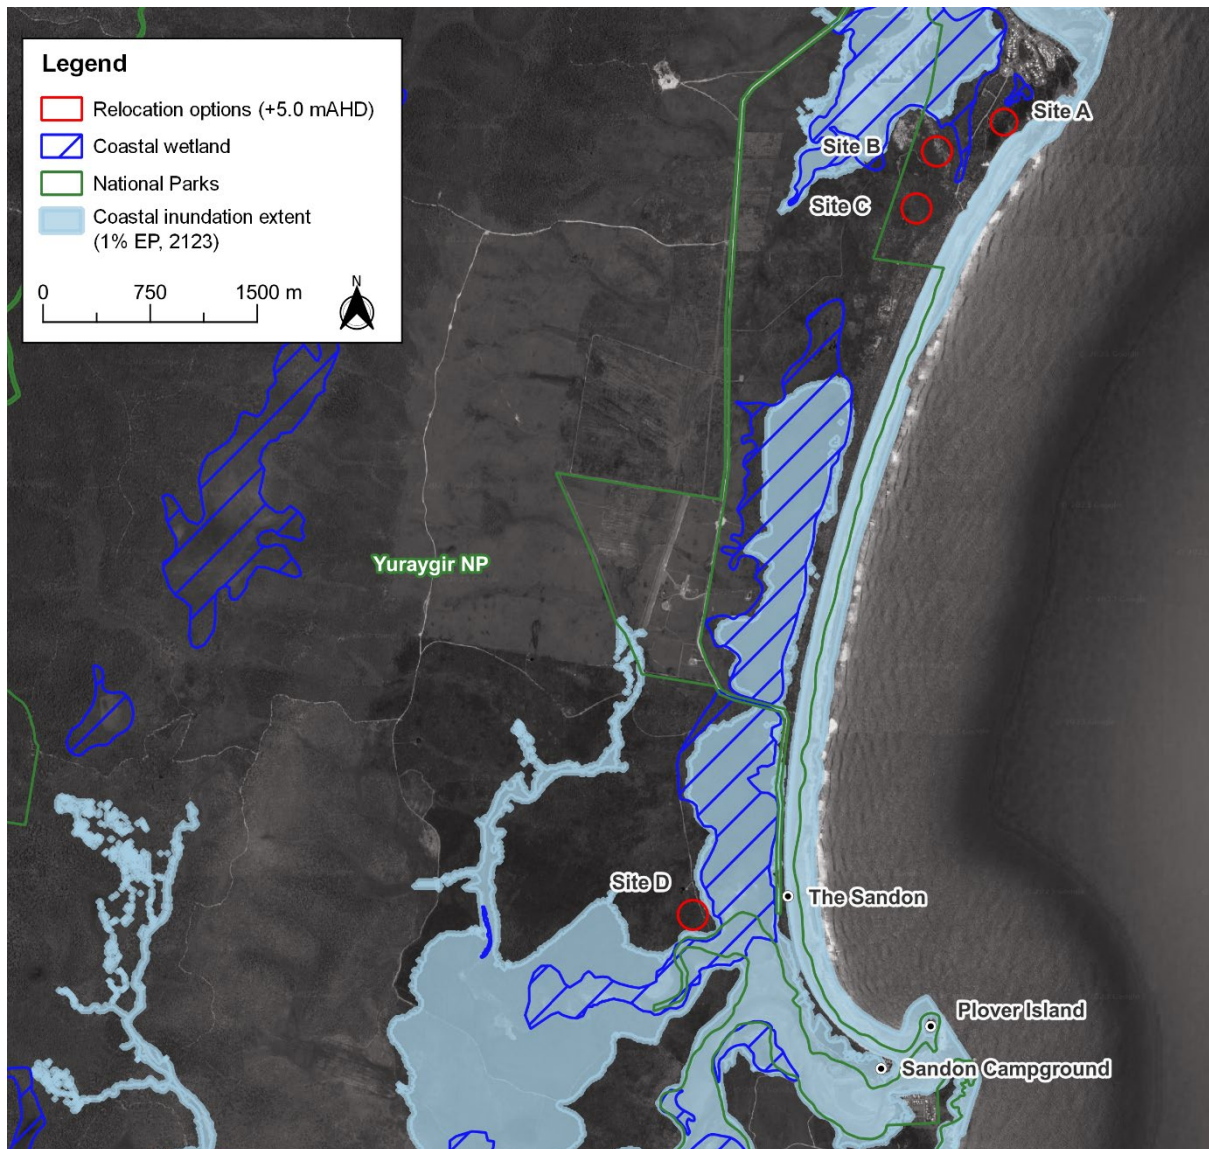 Legend
Relocation options (+5.0 mAHD)
Coastal wetland
National Parks
Coastal inundation extent
(1% EP, 2123)
0 750 1500 m
N
Site A
Site B
Site C
Yuraygir NP
Site D
The Sandon
Plover Island
Sandon Campground